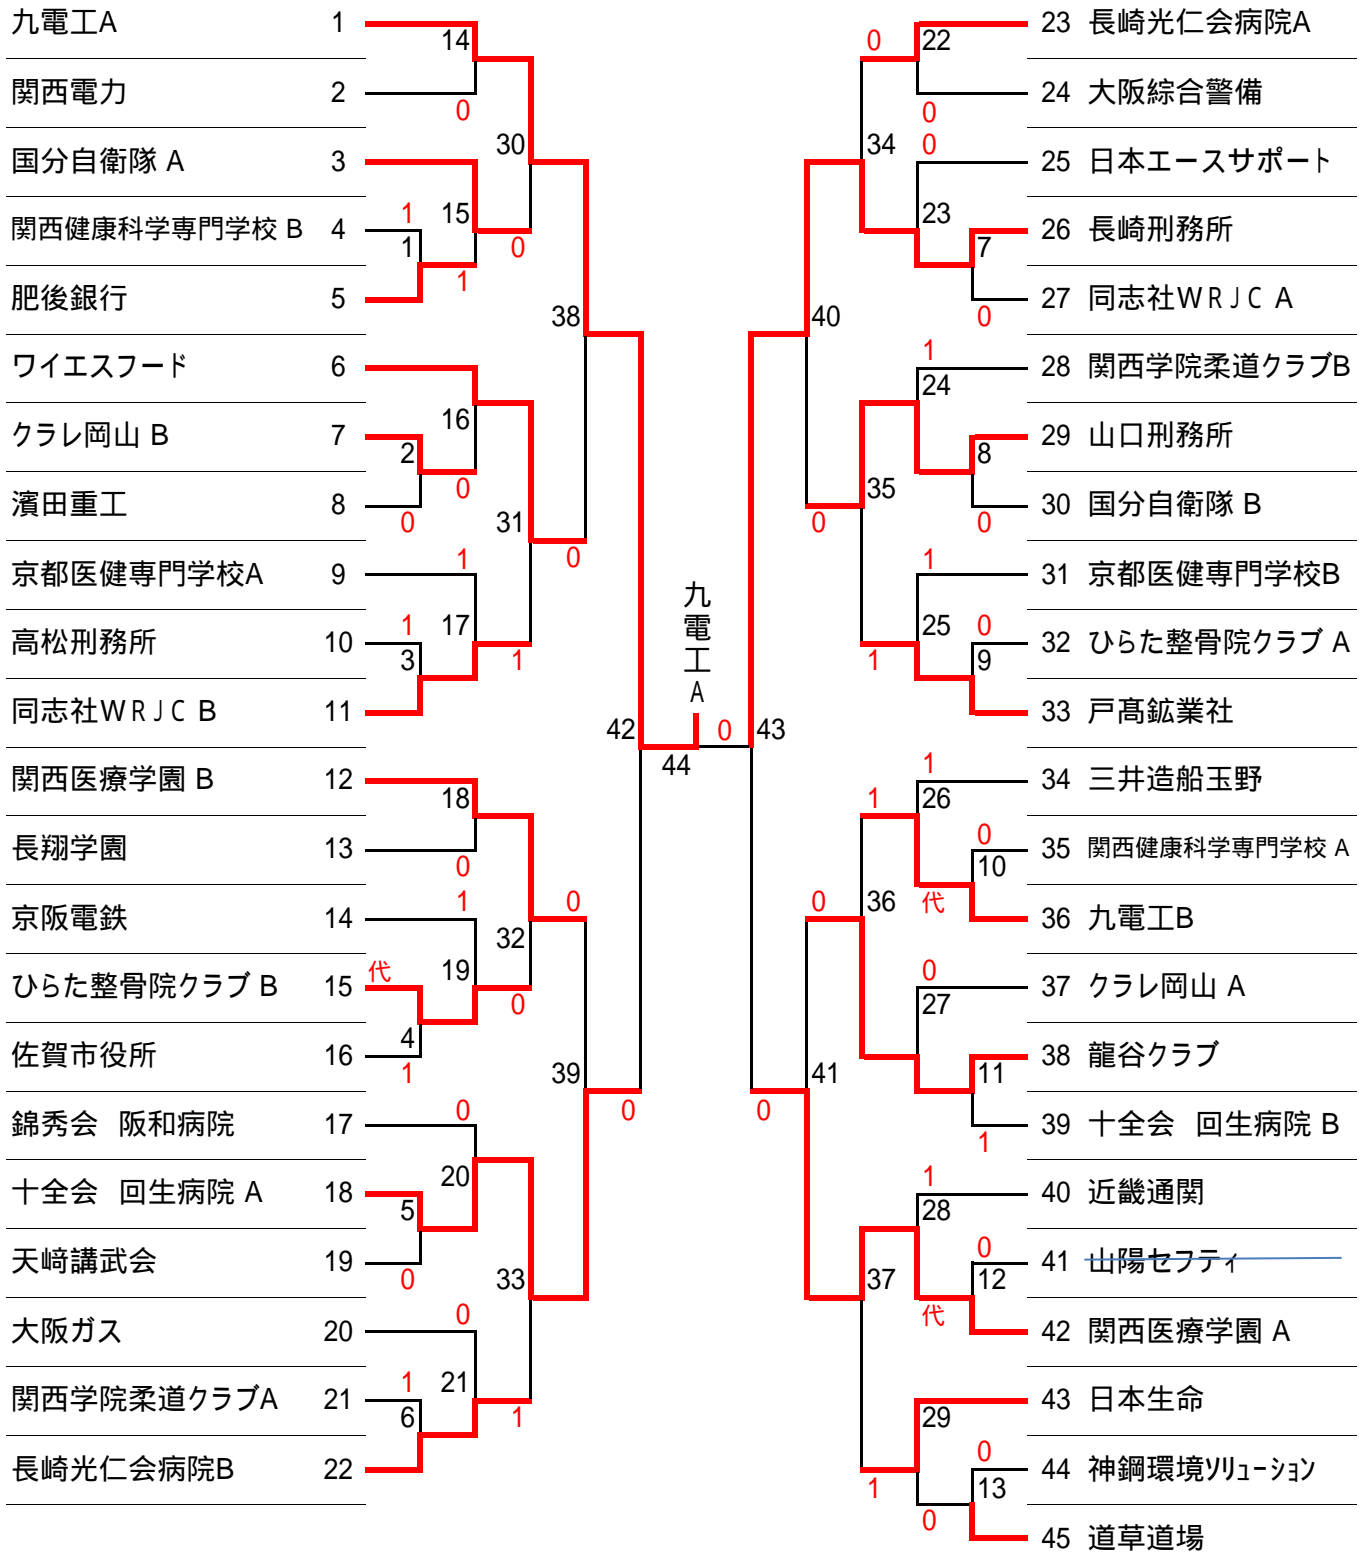 九電工A 1
関西電力 2
国分自衛隊 A 3
関西健康科学専門学校 B 4
肥後銀行 5
ワイエスフード 6
クラレ岡山 B 7
濱田重工 8
京都医健専門学校A 9
高松刑務所 10
同志社WRJC B 11
関西医療学園 B 12
長翔学園 13
京阪電鉄 14
ひらた整骨院クラブ B 15
佐賀市役所 16
錦秀会 阪和病院 17
十全会 回生病院 A 18
天﨑講武会 19
大阪ガス 20
関西学院柔道クラブA 21
長崎光仁会病院B 22
14
0
30
1
15
1
0
1
38
16
2
0
0
31
1
0
1
17
3
1
42
18
0
1
0
32
代
19
0
4
1
39
0
0
20
5
0
33
0
1
21
6
1
九電工A
0
44
43
0
22
0
34
0
23
7
0
40
1
24
8
35
0
0
1
25
0
1
9
1
1
26
0
10
0
36
代
0
27
11
41
0
1
1
28
0
37
12
代
29
0
1
13
0
23 長崎光仁会病院A
24 大阪綜合警備
25 日本エースサポート
26 長崎刑務所
27 同志社WRJC A
28 関西学院柔道クラブB
29 山口刑務所
30 国分自衛隊 B
31 京都医健専門学校B
32 ひらた整骨院クラブ A
33 戸髙鉱業社
34 三井造船玉野
35 関西健康科学専門学校 A
36 九電工B
37 クラレ岡山 A
38 龍谷クラブ
39 十全会 回生病院 B
40 近畿通関
41 山陽セフティ
42 関西医療学園 A
43 日本生命
44 神鋼環境ソリューション
45 道草道場